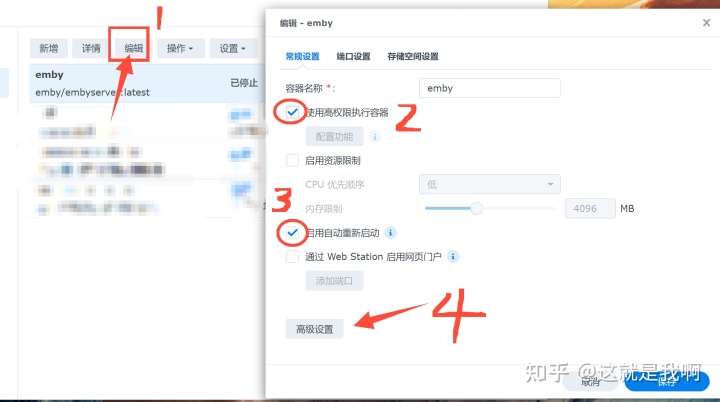 1
新增 详情 编辑 操作 设置
emby
emby/embyserver:latest
已停止
编辑 - emby
常规设置 端口设置 存储空间设置
容器名称 *: emby
使用高权限执行容器
2
配置功能
启用资源限制
CPU 优先顺序 低
内存限制 4096 MB
3
启用自动重新启动
通过 Web Station 启用网页门户
添加端口
4
高级设置
知乎 @这就是我啊
取消 保存